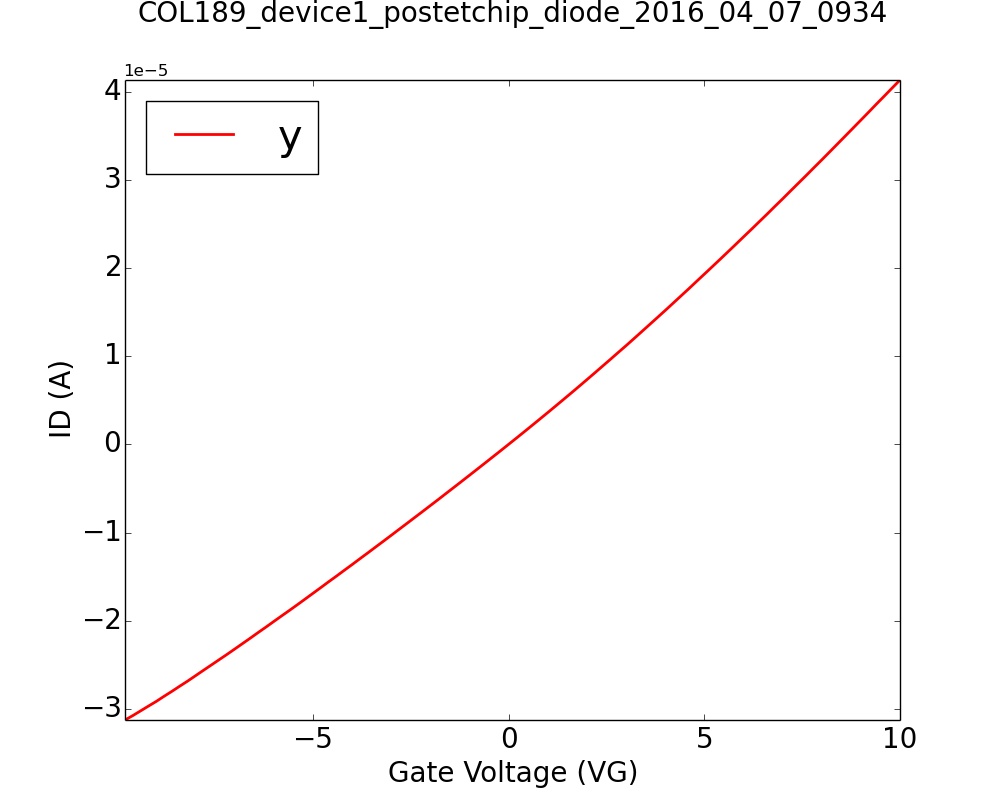 COL189_device1_postetchip_diode_2016_04_07_0934
1e−5
y
4
3
2
1
0
−1
−2
−3
ID (A)
−5
0
5
10
Gate Voltage (VG)